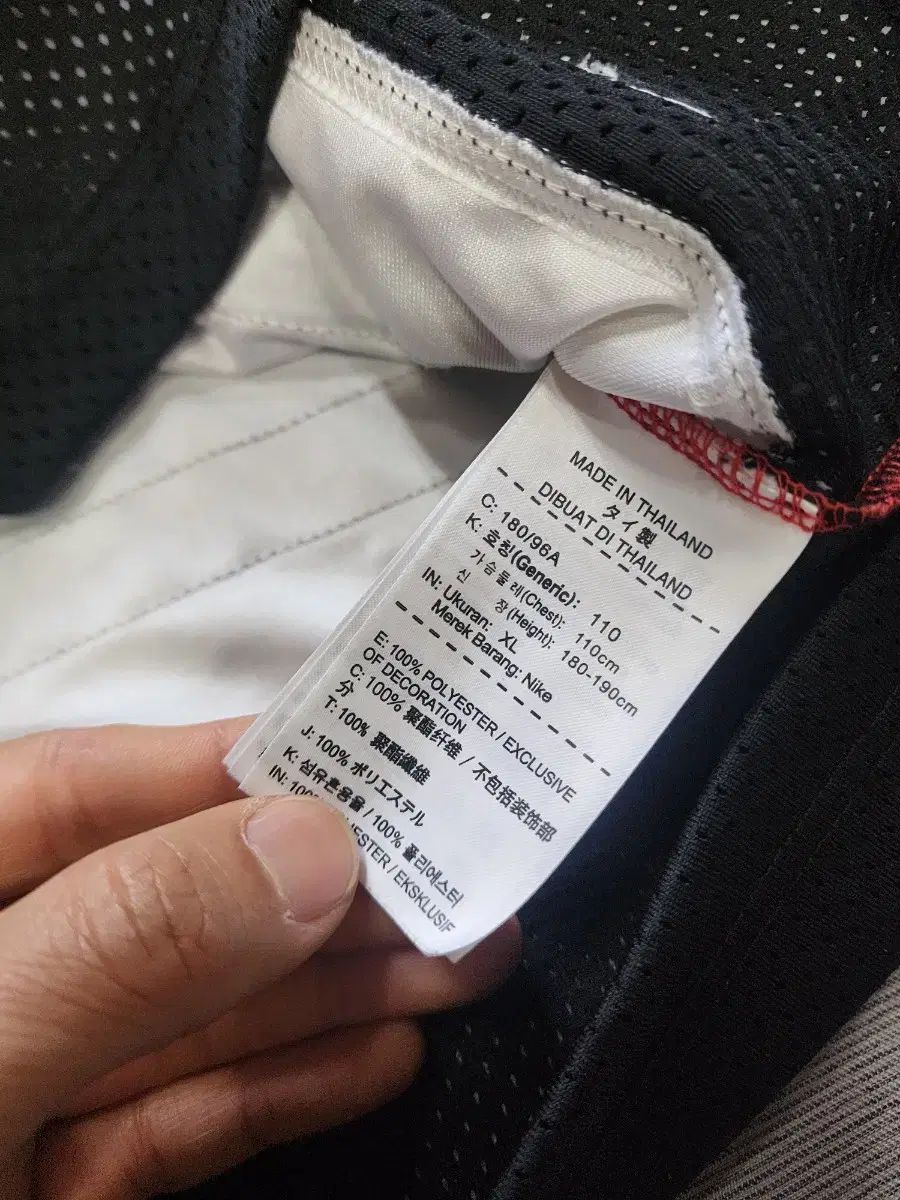 MADE IN THAILAND
タイ製
DIBUAT DI THAILAND
C: 180/96A
K: 호칭(Generic): 110
가슴둘레(Chest): 110cm
신 장(Height): 180-190cm
IN: Ukuran: XL
Merek Barang: Nike
E: 100% POLYESTER / EXCLUSIVE
OF DECORATION
C: 100% 聚酯纤维 / 不包括装饰部
分
T: 100% 聚酯纖維
J: 100% ポリエステル
K: 섬유혼용율 / 100% 폴리에스터
IN: / EKSKLUSIF